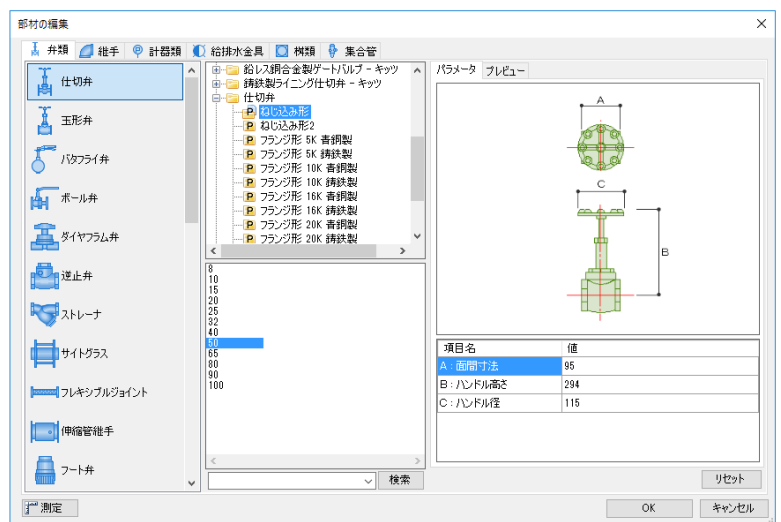 部材の編集
弁類 継手 計器類 給排水金具 桝類 集合管
仕切弁
玉形弁
バタフライ弁
ボール弁
ダイヤフラム弁
逆止弁
ストレーナ
サイトグラス
フレキシブルジョイント
伸縮管継手
フート弁
鉛レス銅合金製ゲートバルブ - キッツ
鋳鉄製ライニング仕切弁 - キッツ
仕切弁
P ねじ込み形
P ねじ込み形2
P フランジ形 5K 青銅製
P フランジ形 5K 鋳鉄製
P フランジ形 10K 青銅製
P フランジ形 10K 鋳鉄製
P フランジ形 16K 青銅製
P フランジ形 16K 鋳鉄製
P フランジ形 20K 青銅製
P フランジ形 20K 鋳鉄製
8
10
15
20
25
32
40
50
65
80
90
100
検索
パラメータ プレビュー
A
C
B
項目名 値
A : 面間寸法 95
B : ハンドル高さ 294
C : ハンドル径 115
リセット
測定
OK キャンセル